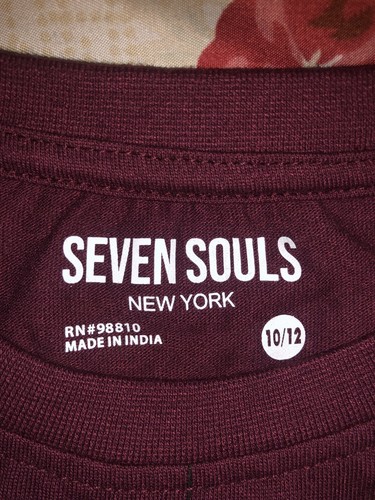 SEVEN SOULS
NEW YORK
RN#98810
MADE IN INDIA
10/12